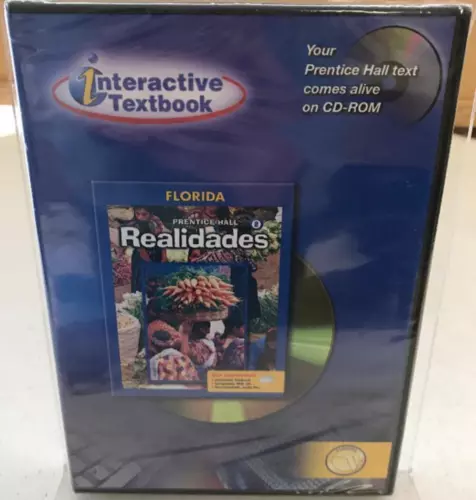 interactive
Textbook
Your
Prentice Hall text
comes alive
on CD-ROM
FLORIDA
PRENTICE HALL
Realidades